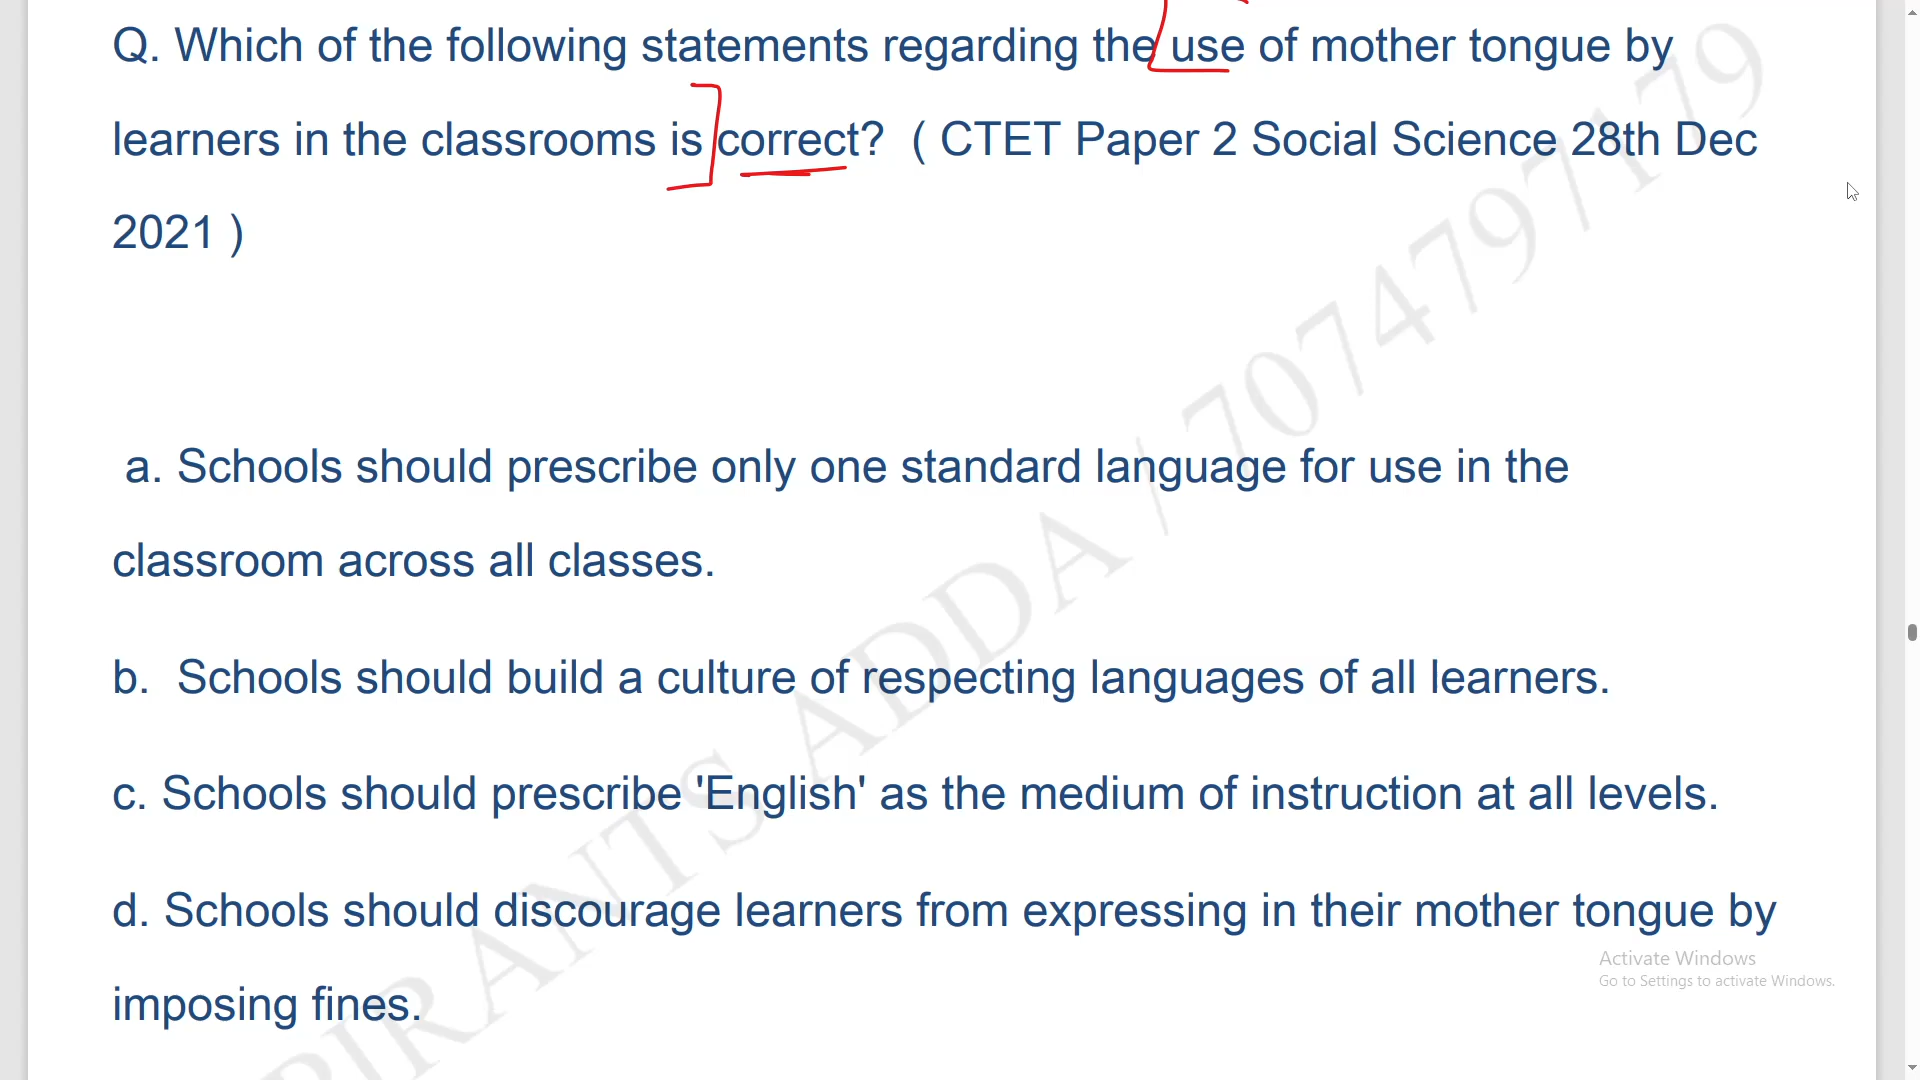 Q. Which of the following statements regarding the use of mother tongue by
learners in the classrooms is correct? ( CTET Paper 2 Social Science 28th Dec
2021 )
a. Schools should prescribe only one standard language for use in the
classroom across all classes.
b. Schools should build a culture of respecting languages of all learners.
c. Schools should prescribe 'English' as the medium of instruction at all levels.
d. Schools should discourage learners from expressing in their mother tongue by
imposing fines.
PIRANTS ADDA / 7074797179
Activate Windows
Go to Settings to activate Windows.